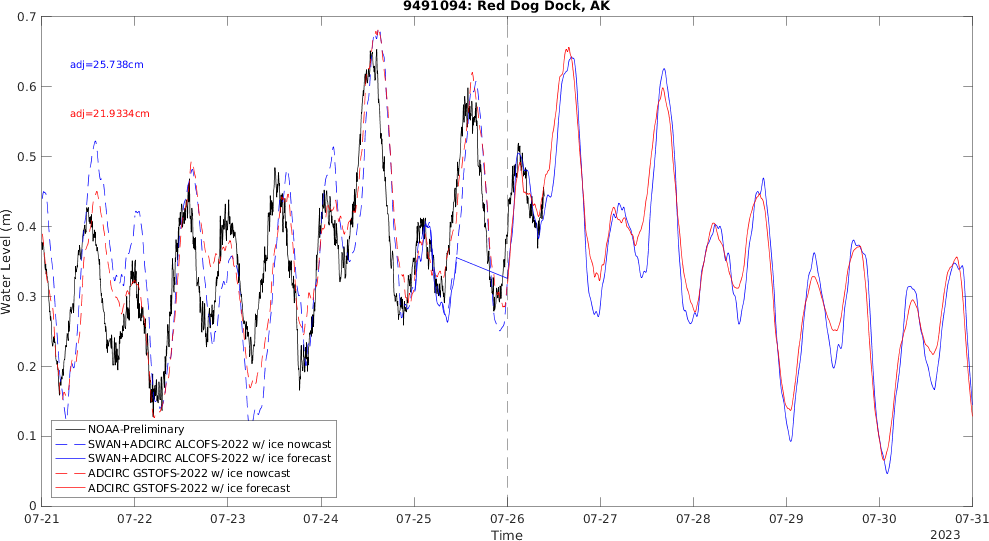 9491094: Red Dog Dock, AK
adj=25.738cm
adj=21.9334cm
Water Level (m)
0.7
0.6
0.5
0.4
0.3
0.2
0.1
0
NOAA-Preliminary
SWAN+ADCIRC ALCOFS-2022 w/ ice nowcast
SWAN+ADCIRC ALCOFS-2022 w/ ice forecast
ADCIRC GSTOFS-2022 w/ ice nowcast
ADCIRC GSTOFS-2022 w/ ice forecast
07-21 07-22 07-23 07-24 07-25 07-26 07-27 07-28 07-29 07-30 07-31
Time
2023